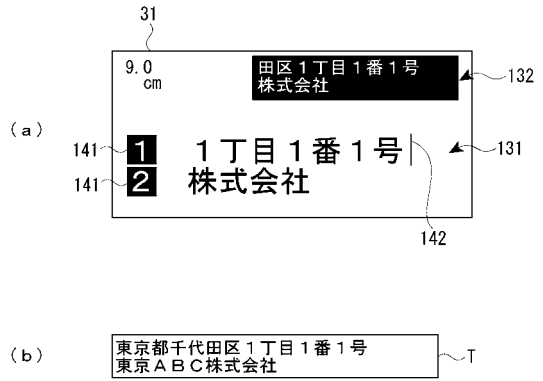 31
9.0
cm
田区1丁目1番1号
株式会社
132
(a)
141 1 1丁目1番1号
131
141 2 株式会社
142
(b)
東京都千代田区1丁目1番1号
T
東京ABC株式会社